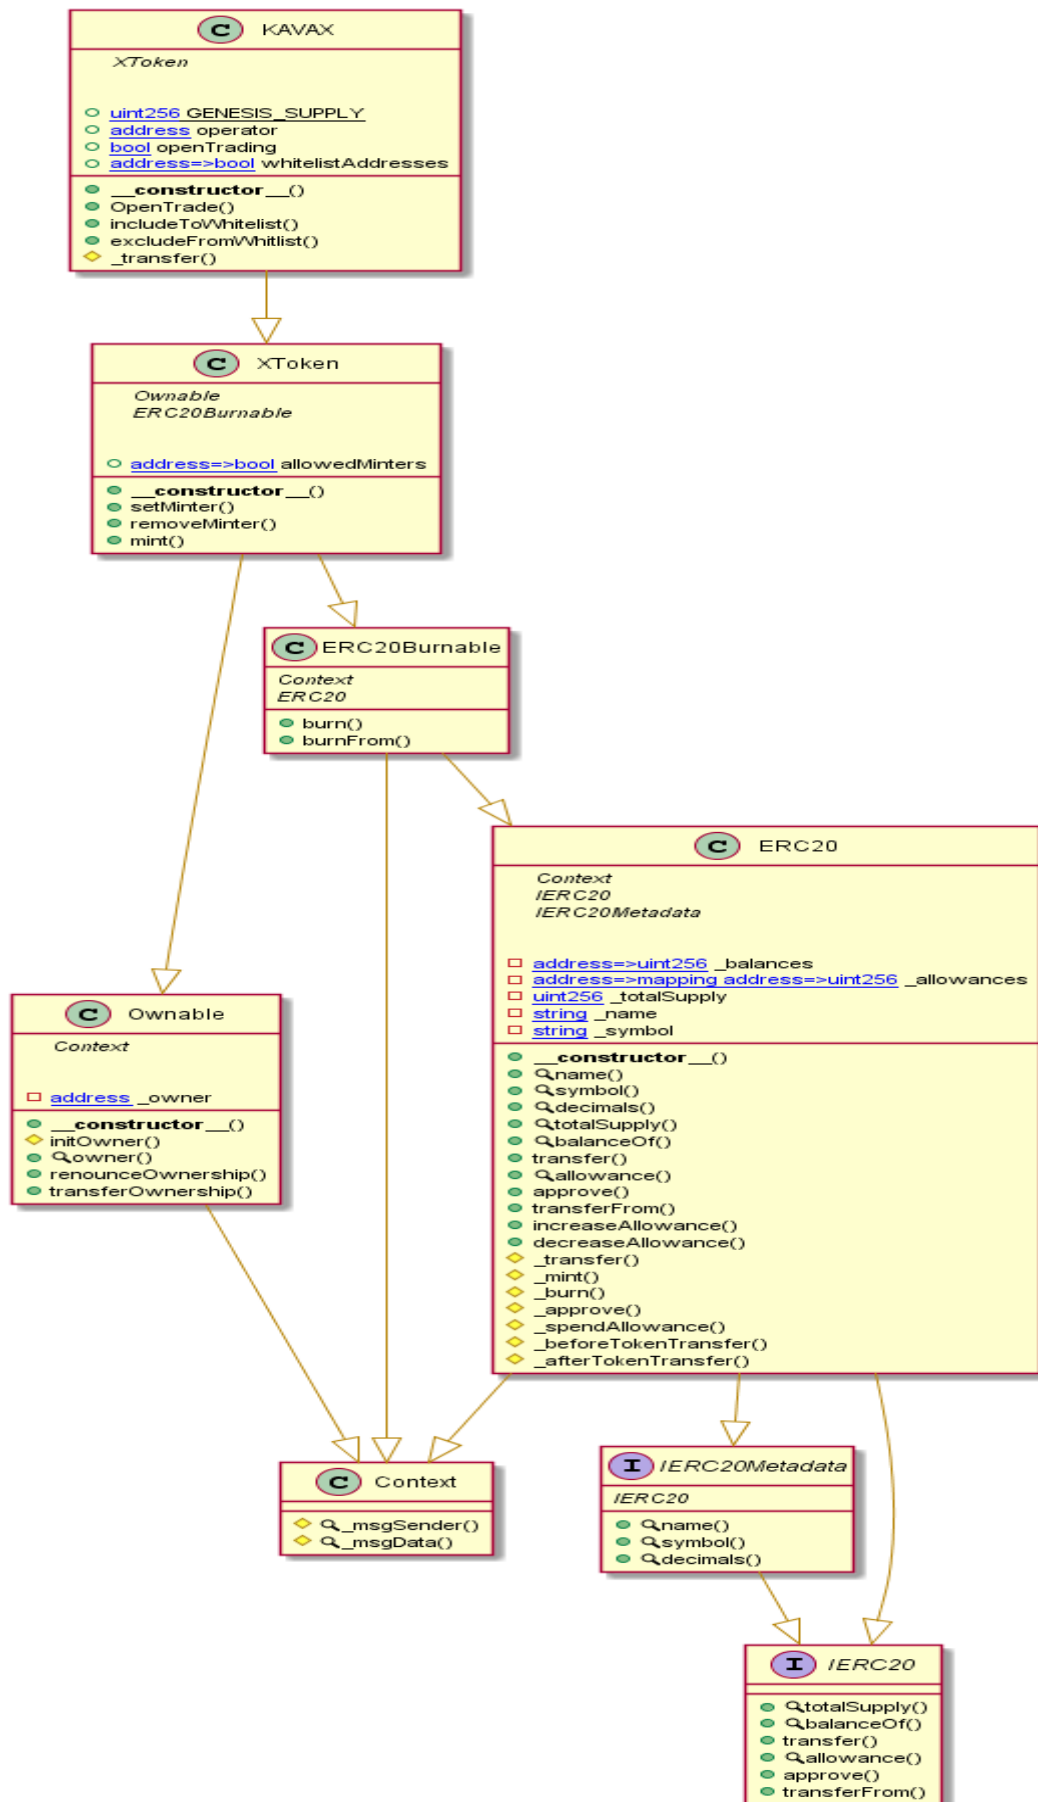 C KAVAX
XToken
uint256 GENESIS_SUPPLY
address operator
bool openTrading
address=>bool whitelistAddresses
__constructor__()
OpenTrade()
includeToWhitelist()
excludeFromWhitlist()
_transfer()
C XToken
Ownable
ERC20Burnable
address=>bool allowedMinters
__constructor__()
setMinter()
removeMinter()
mint()
C ERC20Burnable
Context
ERC20
burn()
burnFrom()
C ERC20
Context
IERC20
IERC20Metadata
address=>uint256 _balances
address=>mapping address=>uint256 _allowances
uint256 _totalSupply
string _name
string _symbol
__constructor__()
name()
symbol()
decimals()
totalSupply()
balanceOf()
transfer()
allowance()
approve()
transferFrom()
increaseAllowance()
decreaseAllowance()
_transfer()
_mint()
_burn()
_approve()
_spendAllowance()
_beforeTokenTransfer()
_afterTokenTransfer()
C Ownable
Context
address _owner
__constructor__()
initOwner()
owner()
renounceOwnership()
transferOwnership()
C Context
_msgSender()
_msgData()
I IERC20Metadata
IERC20
name()
symbol()
decimals()
I IERC20
totalSupply()
balanceOf()
transfer()
allowance()
approve()
transferFrom()